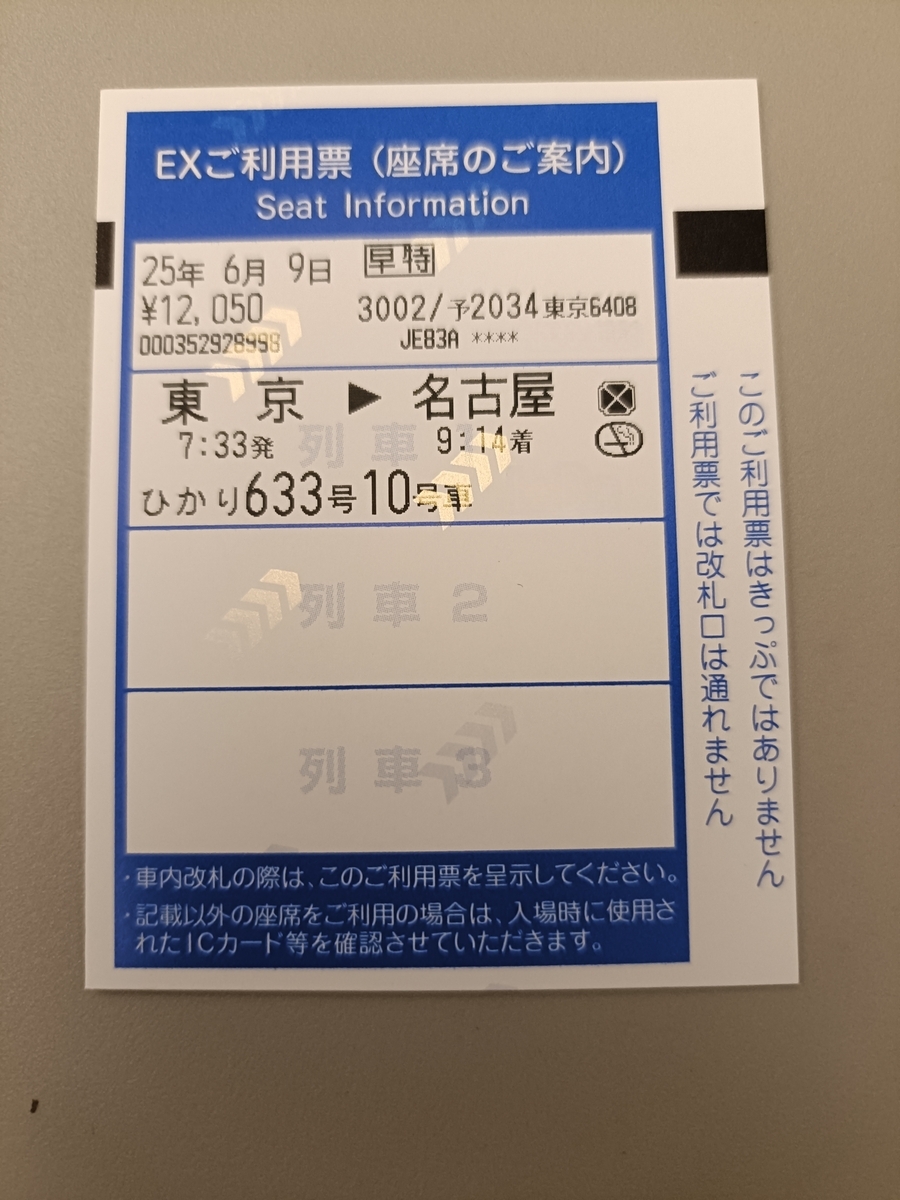 EXご利用票（座席のご案内）
Seat Information
25年 6月 9日 早特
¥12,050 3002/予2034東京6408
000352928998 JE83A ****
東 京 ▶ 名古屋
7:33発 9:14着
列車1
ひかり633号10号車
列車2
列車3
・車内改札の際は、このご利用票を呈示してください。
・記載以外の座席をご利用の場合は、入場時に使用さ
れたICカード等を確認させていただきます。
このご利用票はきっぷではありません
ご利用票では改札口は通れません